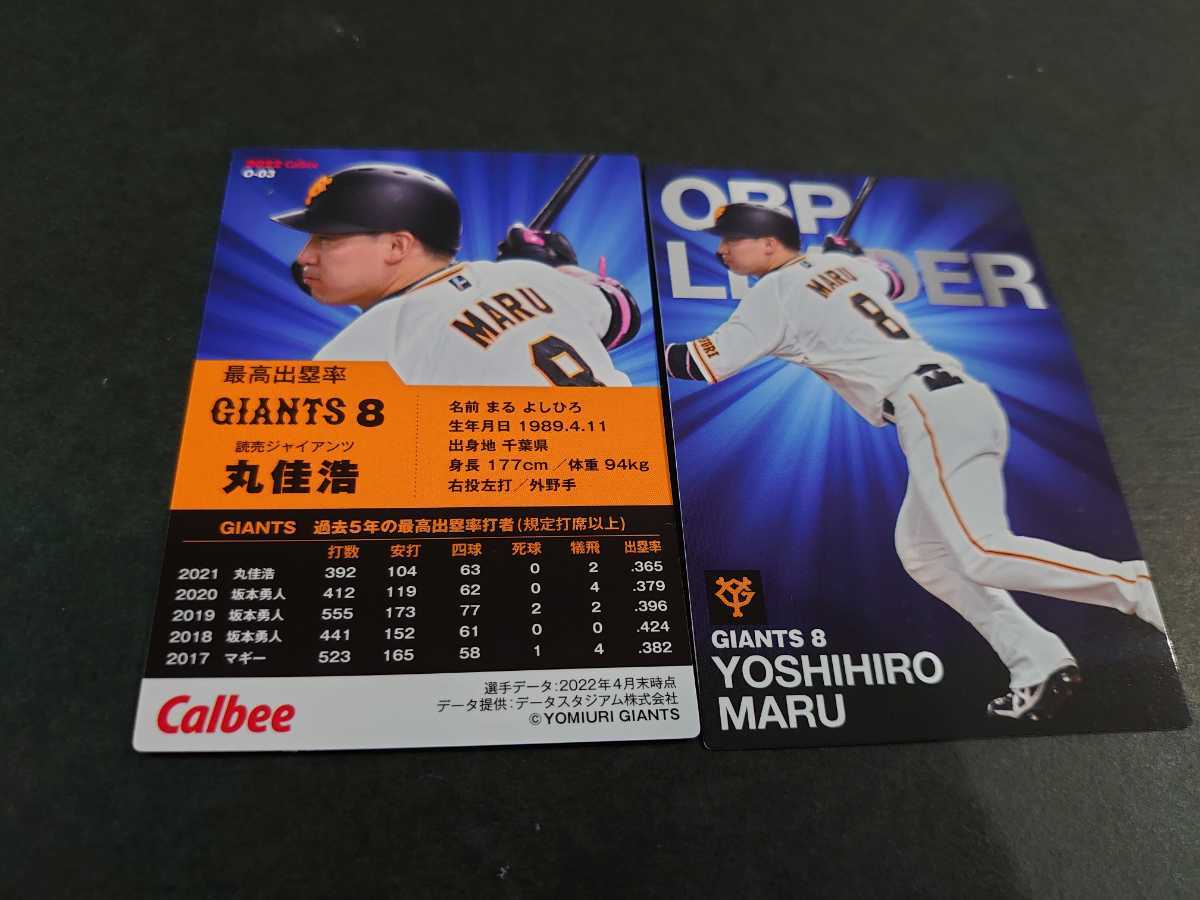 2022 Calbee
O-03
MARU
8
最高出塁率
GIANTS 8
読売ジャイアンツ
丸佳浩
名前 まる よしひろ
生年月日 1989.4.11
出身地 千葉県
身長 177cm／体重 94kg
右投左打／外野手
GIANTS 過去5年の最高出塁率打者(規定打席以上)
打数 安打 四球 死球 犠飛 出塁率
2021 丸佳浩 392 104 63 0 2 .365
2020 坂本勇人 412 119 62 0 4 .379
2019 坂本勇人 555 173 77 2 2 .396
2018 坂本勇人 441 152 61 0 0 .424
2017 マギー 523 165 58 1 4 .382
Calbee
選手データ:2022年4月末時点
データ提供:データスタジアム株式会社
©YOMIURI GIANTS
OBP
LEADER
MARU
8
GIANTS 8
YOSHIHIRO
MARU